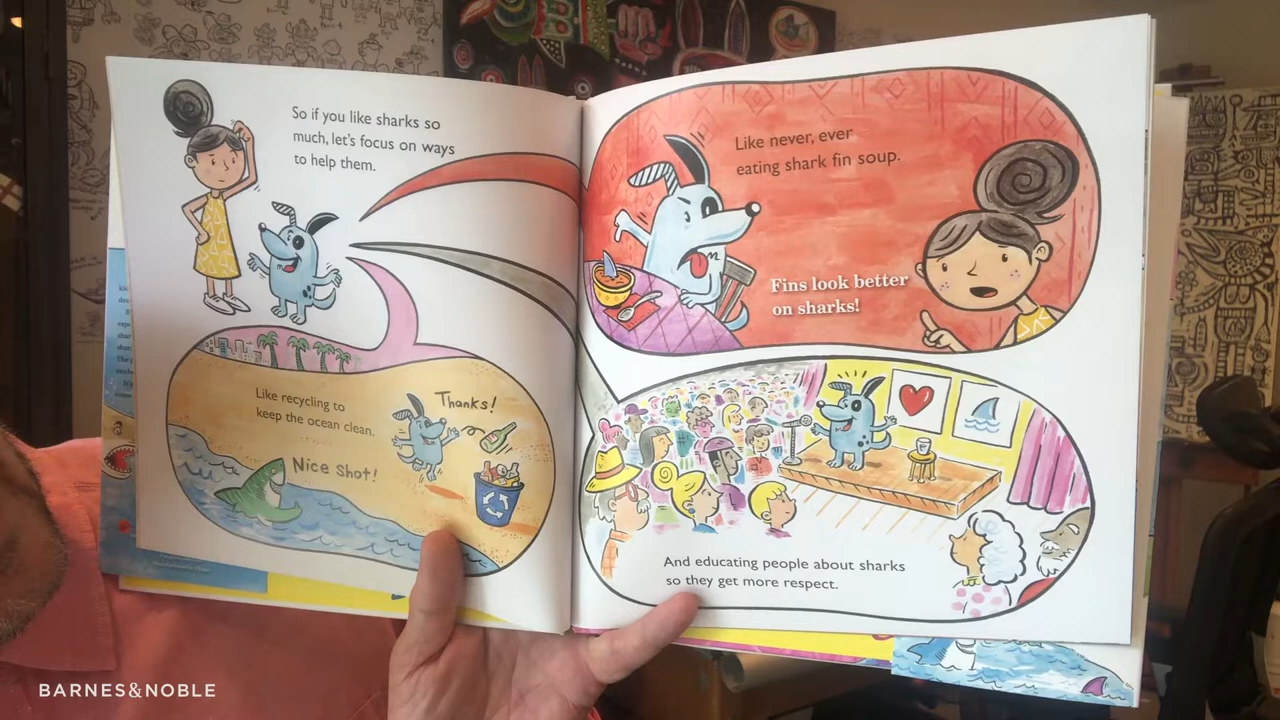 So if you like sharks so
much, let's focus on ways
to help them.
Like recycling to
keep the ocean clean.
Thanks!
Nice Shot!
Like never, ever
eating shark fin soup.
Fins look better
on sharks!
And educating people about sharks
so they get more respect.
BARNES&NOBLE